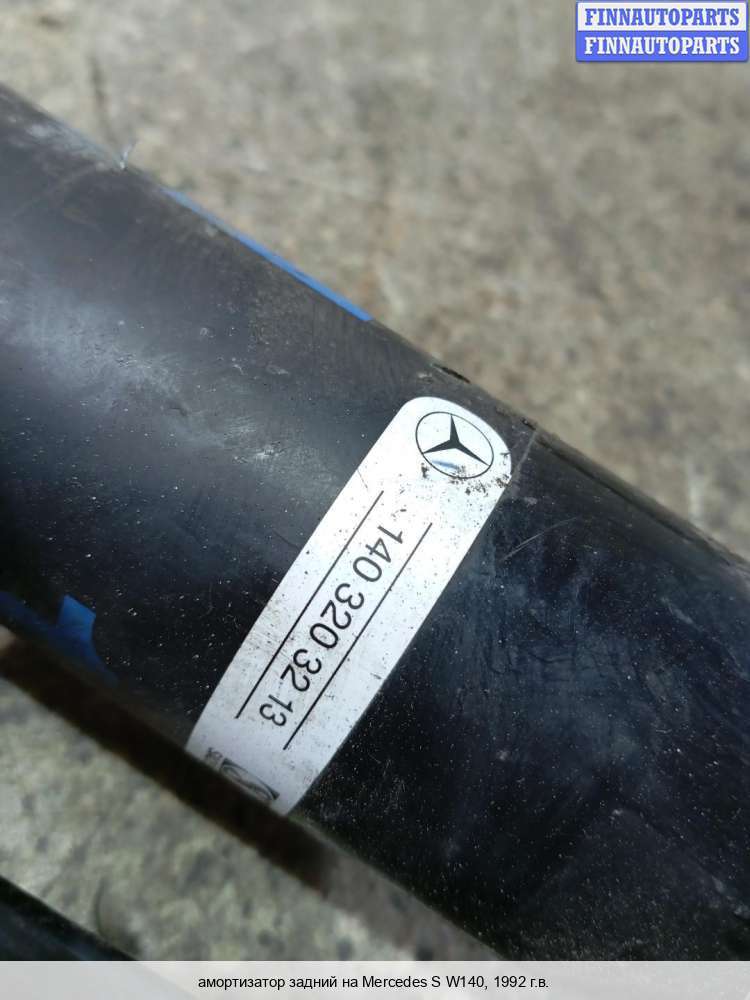 FINNAUTOPARTS
FINNAUTOPARTS
140 320 32 13
амортизатор задний на Mercedes S W140, 1992 г.в.